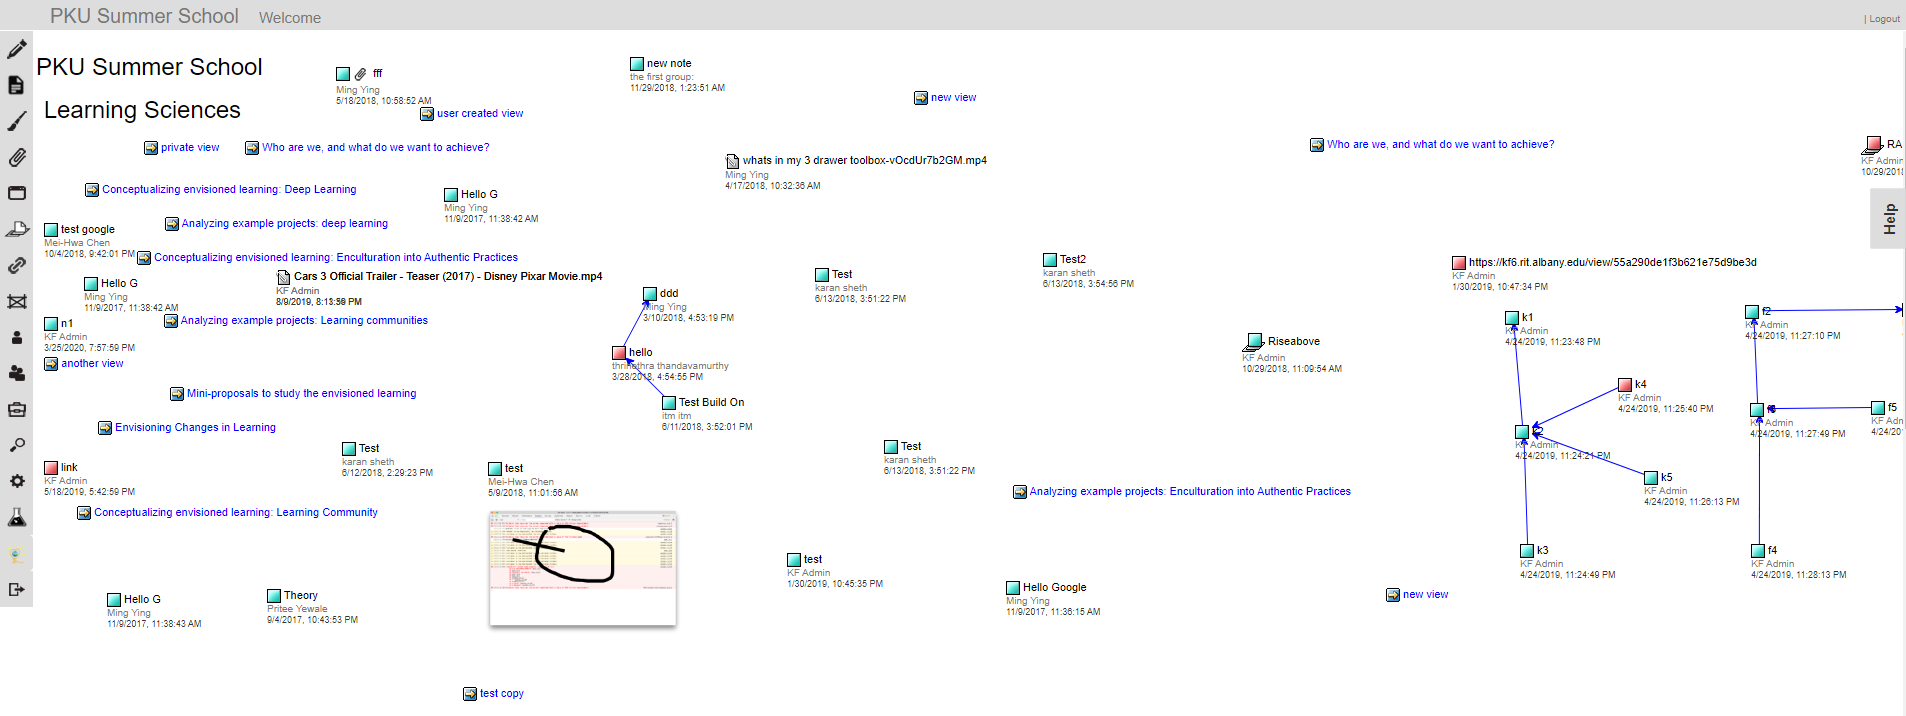 PKU Summer School Welcome
| Logout
PKU Summer School
Learning Sciences
fff
Ming Ying
5/18/2018, 10:58:52 AM
user created view
new note
the first group:
11/29/2018, 1:23:51 AM
new view
private view
Who are we, and what do we want to achieve?
Who are we, and what do we want to achieve?
RA
KF Admin
10/29/2018
whats in my 3 drawer toolbox-vOcdUr7b2GM.mp4
Ming Ying
4/17/2018, 10:32:36 AM
Conceptualizing envisioned learning: Deep Learning
Hello G
Ming Ying
11/9/2017, 11:38:42 AM
Analyzing example projects: deep learning
test google
Mei-Hwa Chen
10/4/2018, 9:42:01 PM
Help
Conceptualizing envisioned learning: Enculturation into Authentic Practices
Hello G
Ming Ying
11/9/2017, 11:38:42 AM
Cars 3 Official Trailer - Teaser (2017) - Disney Pixar Movie.mp4
KF Admin
8/9/2019, PM
Test
karan sheth
6/13/2018, 3:51:22 PM
Test2
karan sheth
6/13/2018, 3:54:56 PM
https://kf6.rit.albany.edu/view/55a290de1f3b621e75d9be3d
KF Admin
1/30/2019, 10:47:34 PM
ddd
Ming Ying
3/10/2018, 4:53:19 PM
n1
KF Admin
3/25/2020, 7:57:59 PM
Analyzing example projects: Learning communities
another view
hello
thrinethra thandavamurthy
3/28/2018, 4:54:55 PM
Riseabove
KF Admin
10/29/2018, 11:09:54 AM
k1
KF Admin
4/24/2019, 11:23:48 PM
f2
KF Admin
4/24/2019, 11:27:10 PM
Mini-proposals to study the envisioned learning
Test Build On
itm itm
6/11/2018, 3:52:01 PM
k4
KF Admin
4/24/2019, 11:25:40 PM
KF Admin
4/24/2019, 11:27:49 PM
f5
KF Adn
4/24/20
Envisioning Changes in Learning
KF Admin
4/24/2019, 11:24:21 PM
Test
karan sheth
6/12/2018, 2:29:23 PM
Test
karan sheth
6/13/2018, 3:51:22 PM
link
KF Admin
5/18/2019, 5:42:59 PM
test
Mei-Hwa Chen
5/9/2018, 11:01:56 AM
k5
KF Admin
4/24/2019, 11:26:13 PM
Analyzing example projects: Enculturation into Authentic Practices
Conceptualizing envisioned learning: Learning Community
test
KF Admin
1/30/2019, 10:45:35 PM
k3
KF Admin
4/24/2019, 11:24:49 PM
f4
KF Admin
4/24/2019, 11:28:13 PM
Hello Google
Ming Ying
11/9/2017, 11:36:15 AM
new view
Hello G
Ming Ying
11/9/2017, 11:38:43 AM
Theory
Pritee Yewale
9/4/2017, 10:43:53 PM
test copy